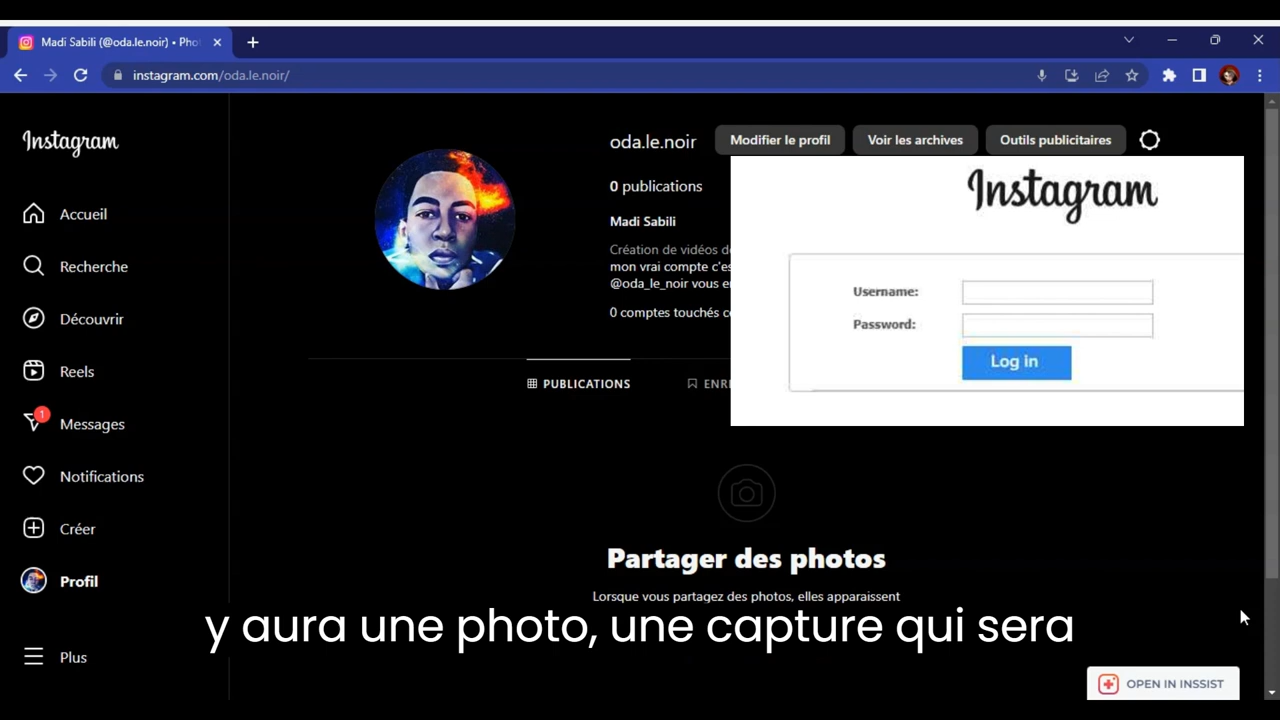 Madi Sabili (@oda.le.noir) • Phot
instagram.com/oda.le.noir/
Instagram
Accueil
Recherche
Découvrir
Reels
1
Messages
Notifications
Créer
Profil
Plus
oda.le.noir
Modifier le profil
Voir les archives
Outils publicitaires
0 publications
Madi Sabili
Création de vidéos d
mon vrai compte c'es
@oda_le_noir vous e
0 comptes touchés c
PUBLICATIONS
ENR
Instagram
Username:
Password:
Log in
Partager des photos
Lorsque vous partagez des photos, elles apparaissent
y aura une photo, une capture qui sera
OPEN IN INSSIST